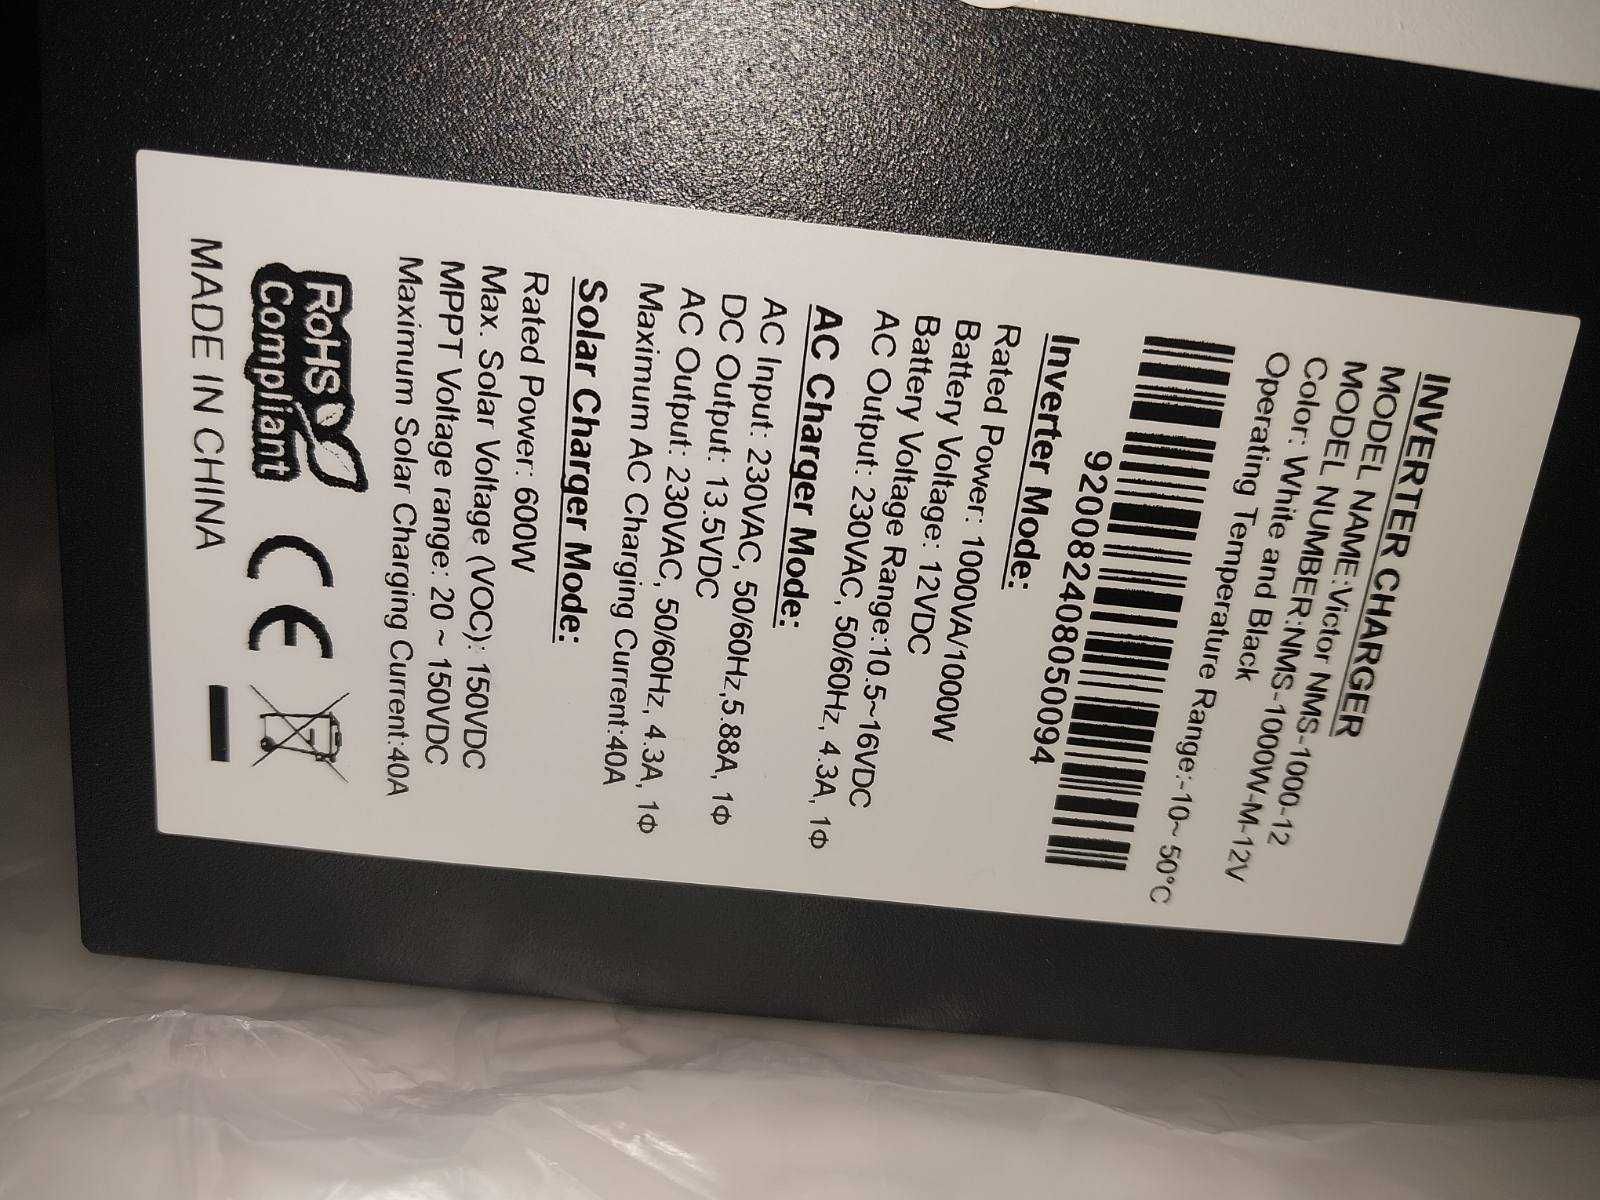 INVERTER CHARGER
MODEL NAME:Victor NMS-1000-12
MODEL NUMBER:NMS-1000W-M-12V
Color: White and Black
Operating Temperature Range:-10~ 50°C
920082408050094
Inverter Mode:
Rated Power: 1000VA/1000W
Battery Voltage: 12VDC
Battery Voltage Range:10.5~16VDC
AC Output: 230VAC, 50/60Hz, 4.3A, 1Φ
AC Charger Mode:
AC Input: 230VAC, 50/60Hz,5.88A, 1Φ
DC Output: 13.5VDC
AC Output: 230VAC, 50/60Hz, 4.3A, 1Φ
Maximum AC Charging Current:40A
Solar Charger Mode:
Rated Power: 600W
Max. Solar Voltage (VOC): 150VDC
MPPT Voltage range: 20 ~ 150VDC
Maximum Solar Charging Current:40A
RoHS
Compliant
CE
MADE IN CHINA